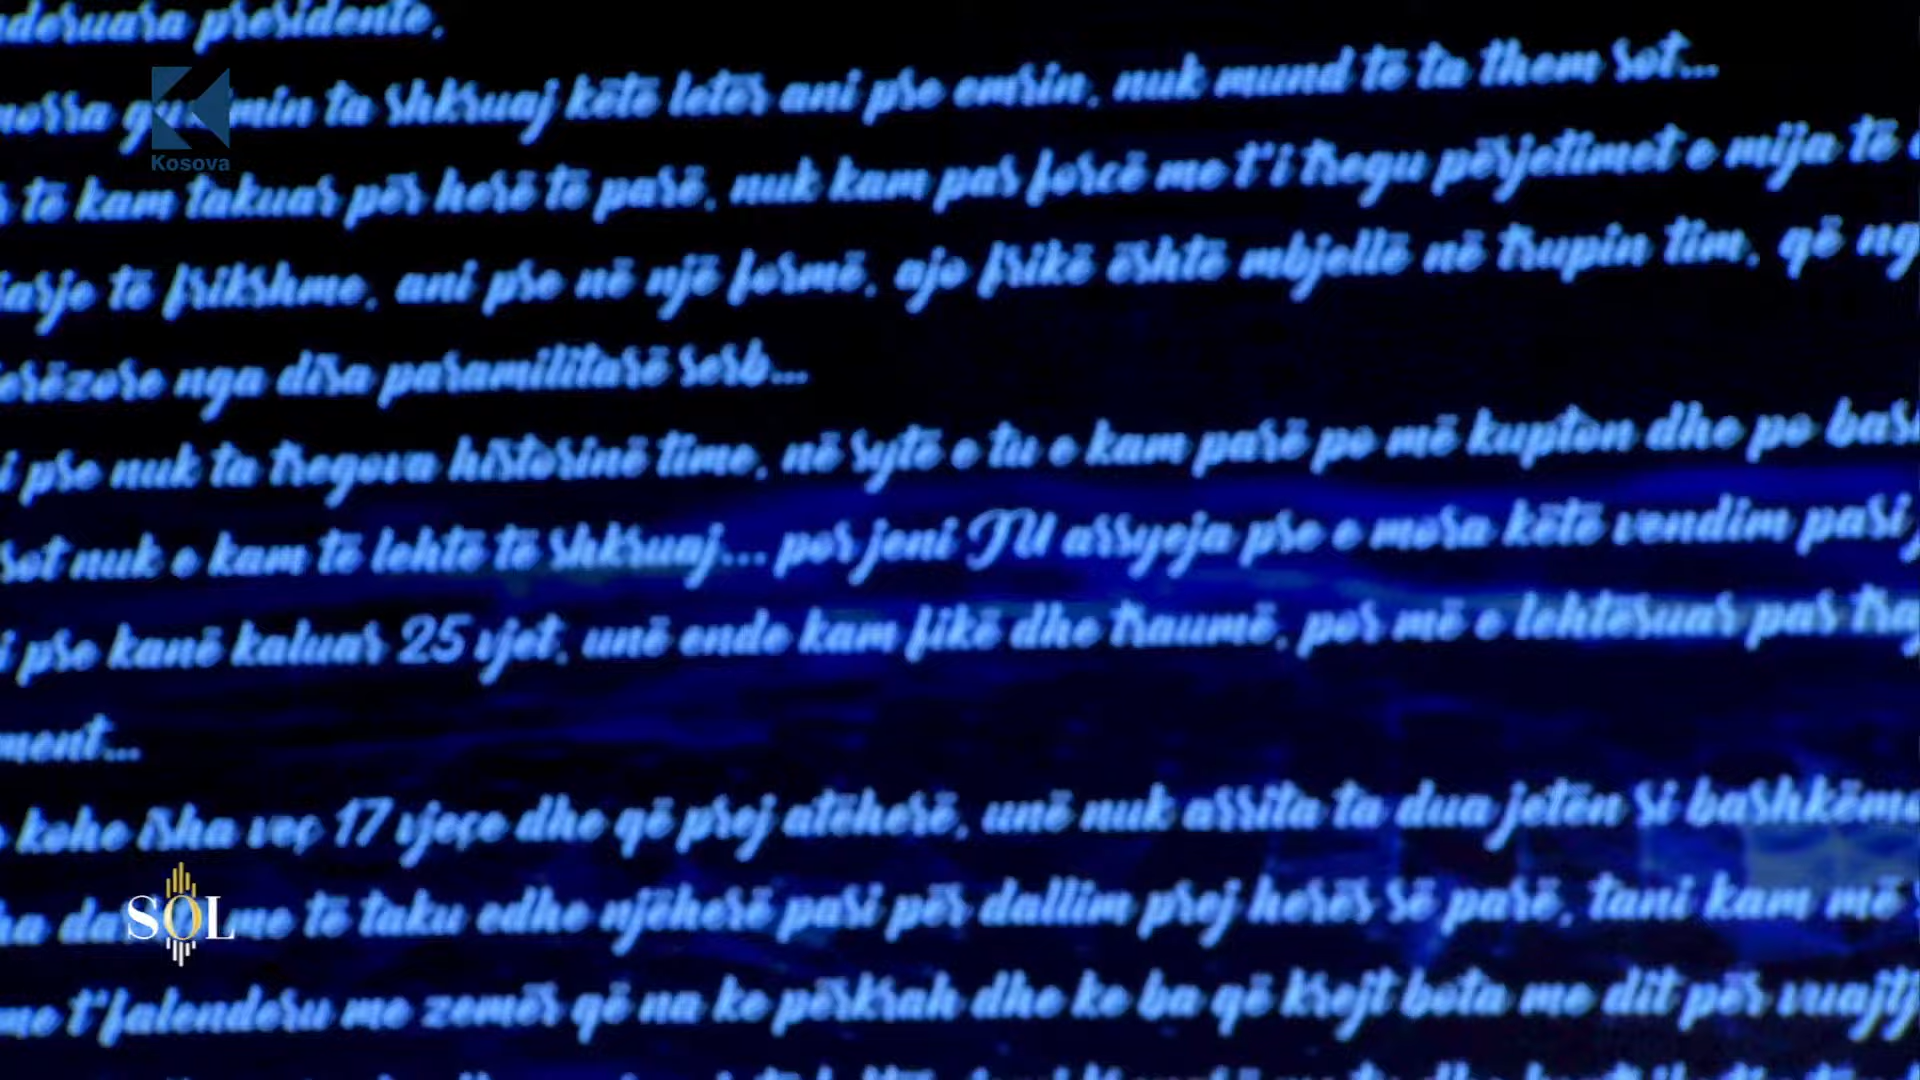 nderuara presidente,
mora guximin ta shkruaj këtë letër ani pse emrin, nuk mund të ta them sot...
Kosova
të kam takuar për herë të parë, nuk kam pas forcë me t'i tregu përjetimet e mija të
të frikshme, ani pse në një formë, ajo frikë është mbjellë në trupin tim, që ng
erëzore nga disa paramilitarë serb...
i pse nuk ta tregova historinë time, në sytë e tu e kam parë po më kupton dhe po bas
sot nuk e kam të lehtë të shkruaj... por jeni JU arsyeja pse e mora këtë vendim pasi
i pse kanë kaluar 25 vjet, unë ende kam fikë dhe traumë, por më e lehtësuar pas tra
ment...
kohe isha veç 17 vjeçe dhe që prej atëherë, unë nuk arrita ta dua jetën si bashkëm
me të taku edhe njëherë pasi për dallim prej herës së parë, tani kam më
SOL
me t'falenderu me zemër që na ke përkrah dhe ke ba që krejt bota me dit për vuajtj